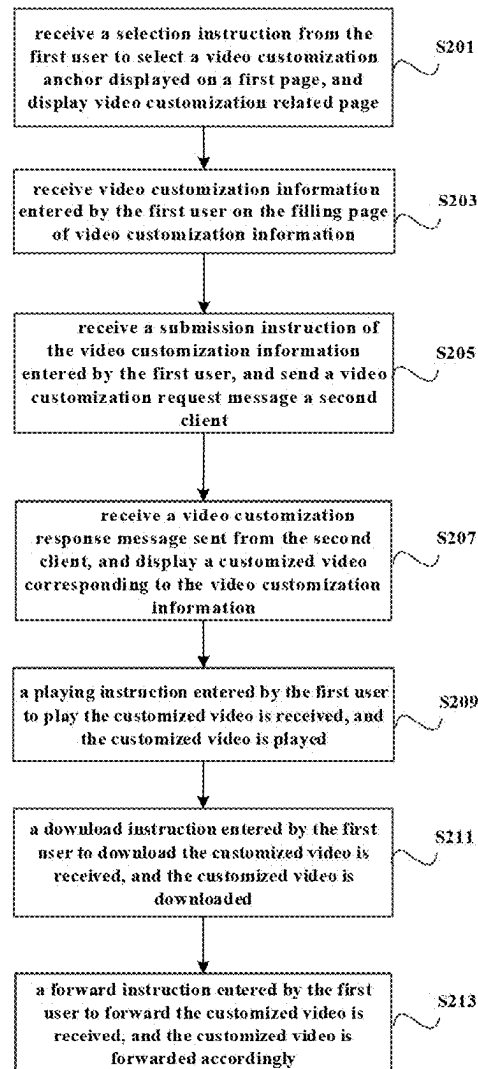 receive a selection instruction from the
first user to select a video customization
anchor displayed on a first page, and
display video customization related page
S201
receive video customization information
entered by the first user on the filling page
of video customization information
S203
receive a submission instruction of
the video customization information
entered by the first user, and send a video
customization request message a second
client
S205
receive a video customization
response message sent from the second
client, and display a customized video
corresponding to the video customization
information
S207
a playing instruction entered by the first user
to play the customized video is received, and
the customized video is played
S209
a download instruction entered by the first
user to download the customized video is
received, and the customized video is
downloaded
S211
a forward instruction entered by the first
user to forward the customized video is
received, and the customized video is
forwarded accordingly
S213